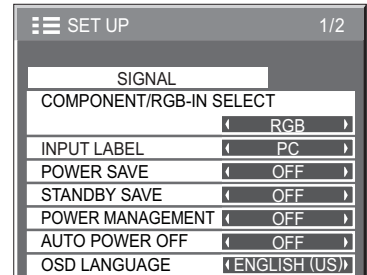 SET UP 1/2
SIGNAL
COMPONENT/RGB-IN SELECT
RGB
INPUT LABEL PC
POWER SAVE OFF
STANDBY SAVE OFF
POWER MANAGEMENT OFF
AUTO POWER OFF OFF
OSD LANGUAGE ENGLISH (US)